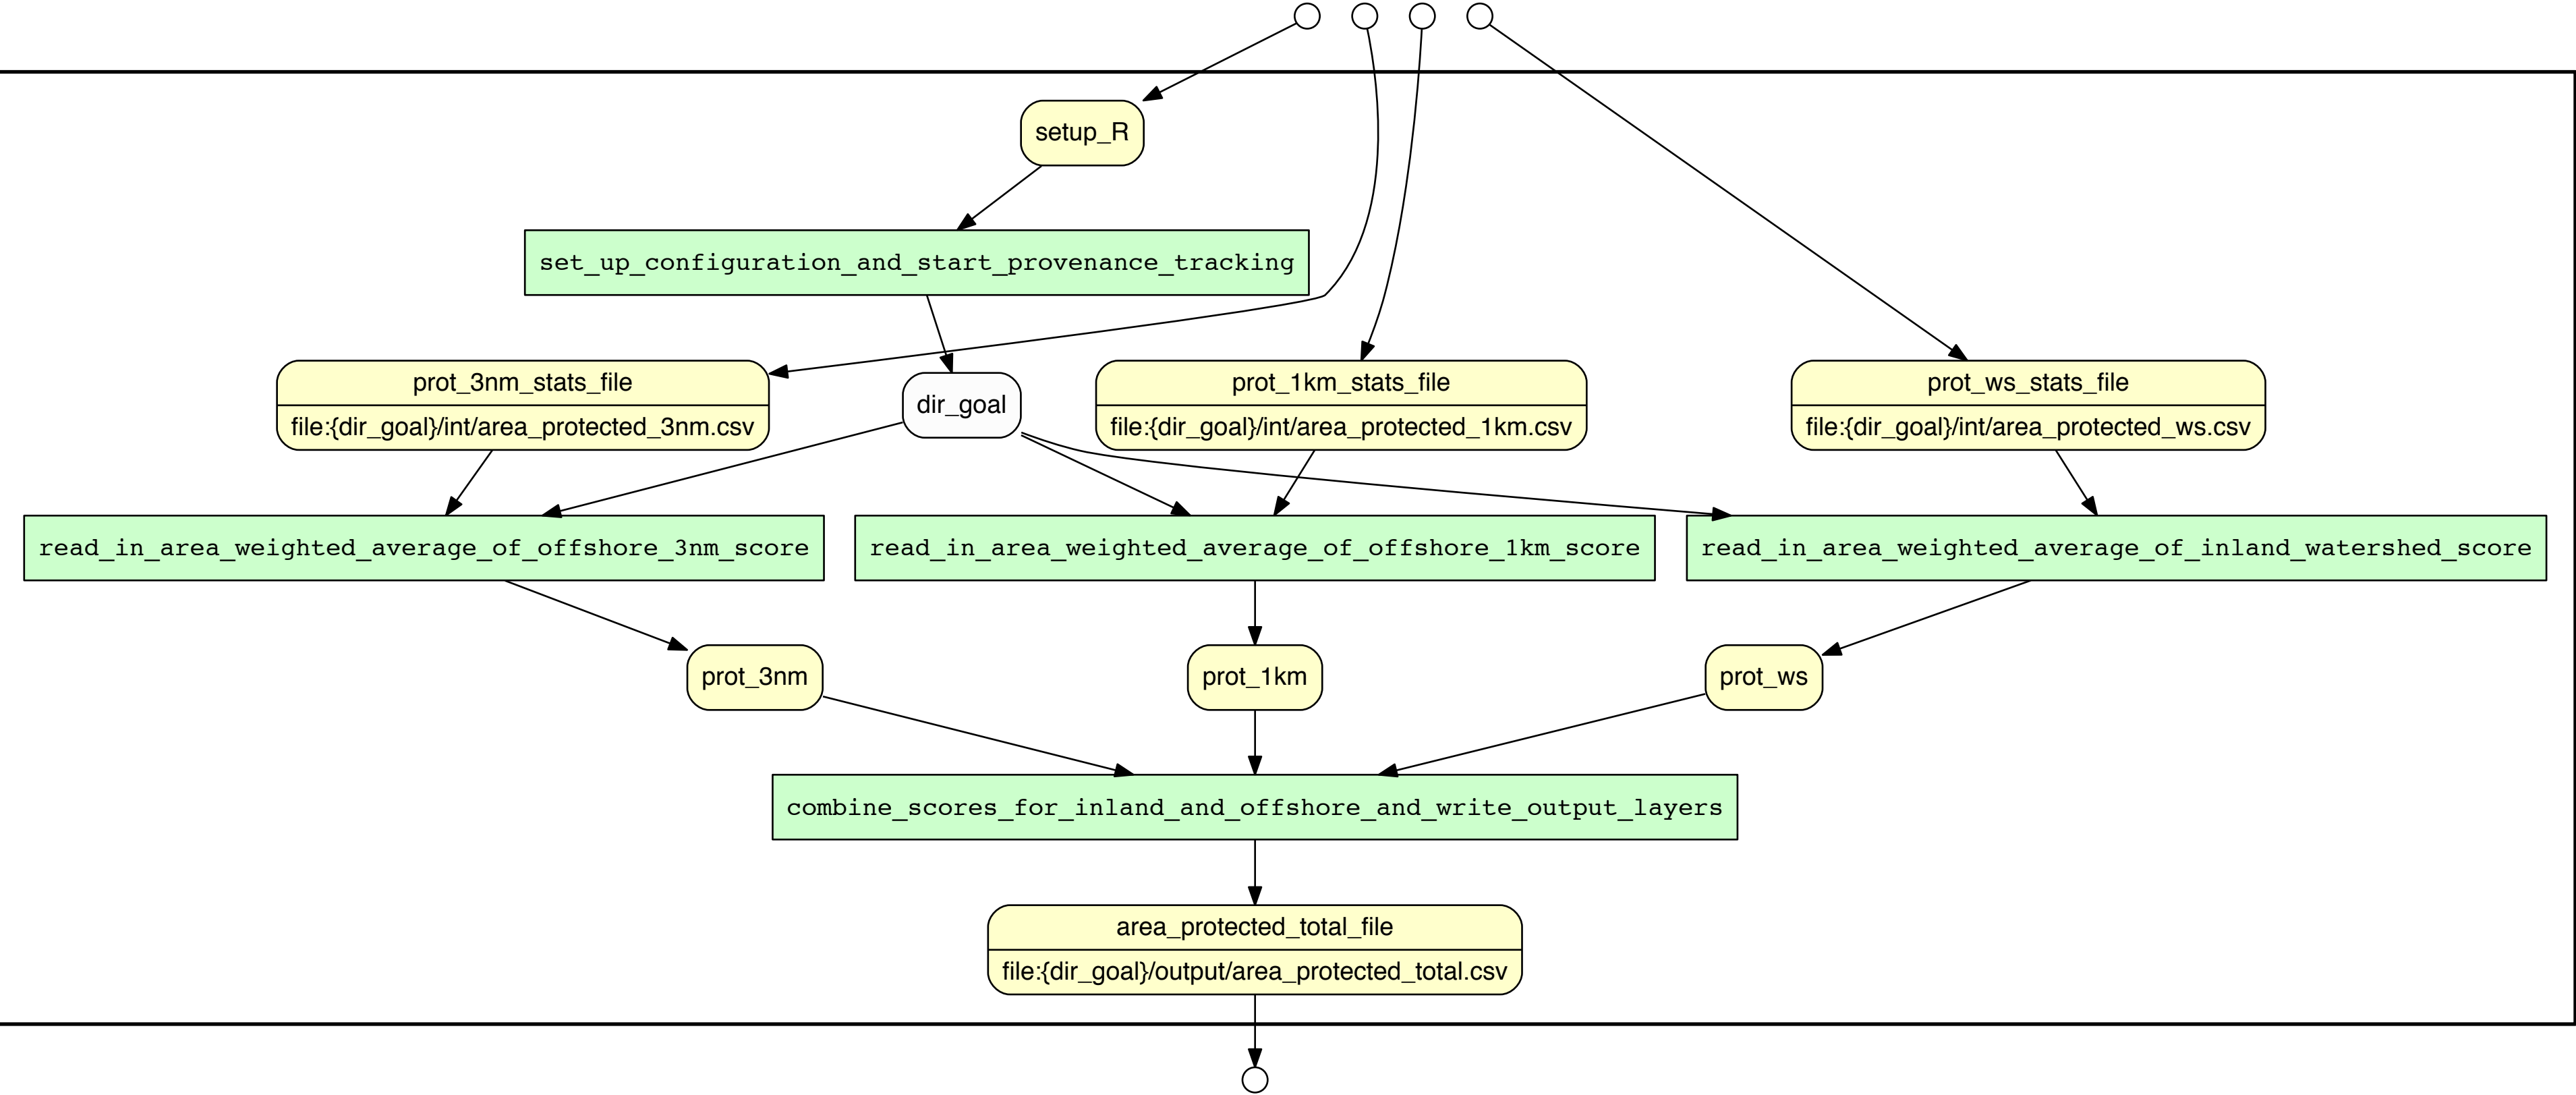 setup_R
set_up_configuration_and_start_provenance_tracking
prot_3nm_stats_file
file:{dir_goal}/int/area_protected_3nm.csv
dir_goal
prot_1km_stats_file
file:{dir_goal}/int/area_protected_1km.csv
prot_ws_stats_file
file:{dir_goal}/int/area_protected_ws.csv
read_in_area_weighted_average_of_offshore_3nm_score
read_in_area_weighted_average_of_offshore_1km_score
read_in_area_weighted_average_of_inland_watershed_score
prot_3nm
prot_1km
prot_ws
combine_scores_for_inland_and_offshore_and_write_output_layers
area_protected_total_file
file:{dir_goal}/output/area_protected_total.csv